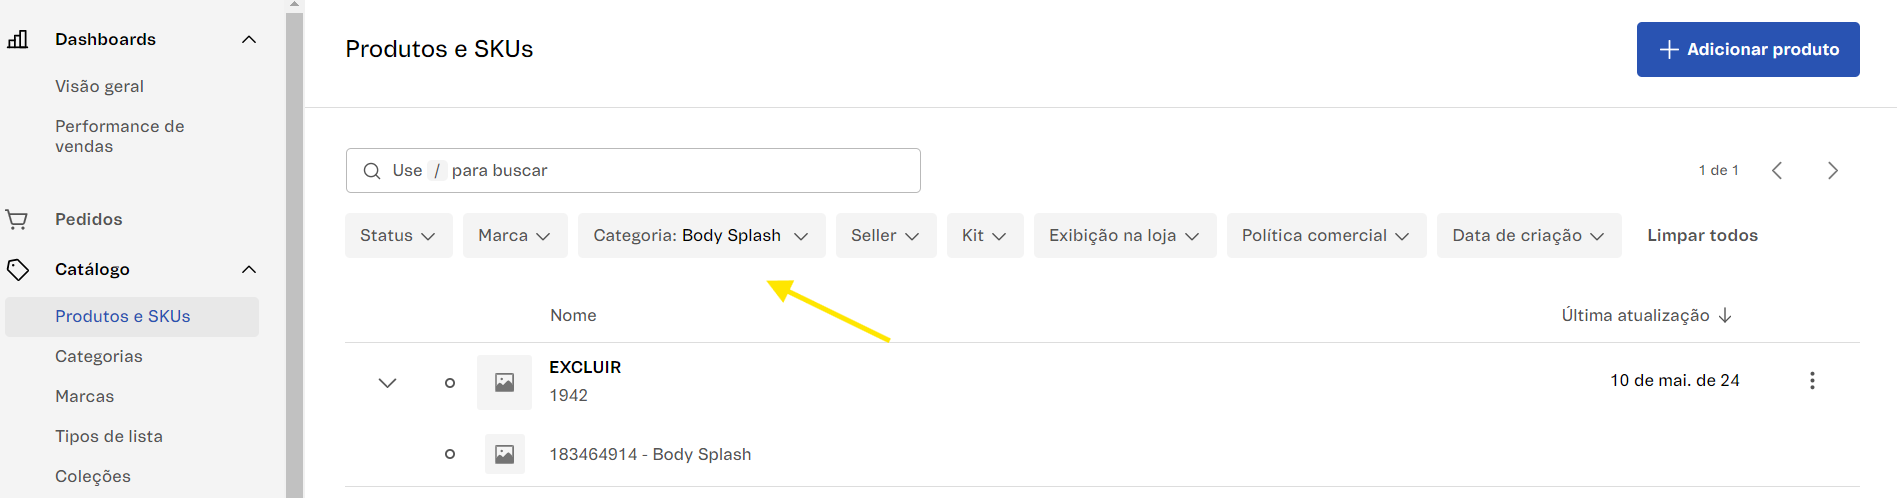 Dashboards
Visão geral
Performance de
vendas
Pedidos
Catálogo
Produtos e SKUs
Categorias
Marcas
Tipos de lista
Coleções
Produtos e SKUs
Adicionar produto
Use / para buscar
1 de 1
Status
Marca
Categoria: Body Splash
Seller
Kit
Exibição na loja
Política comercial
Data de criação
Limpar todos
Nome
Última atualização
EXCLUIR
1942
10 de mai. de 24
183464914 - Body Splash